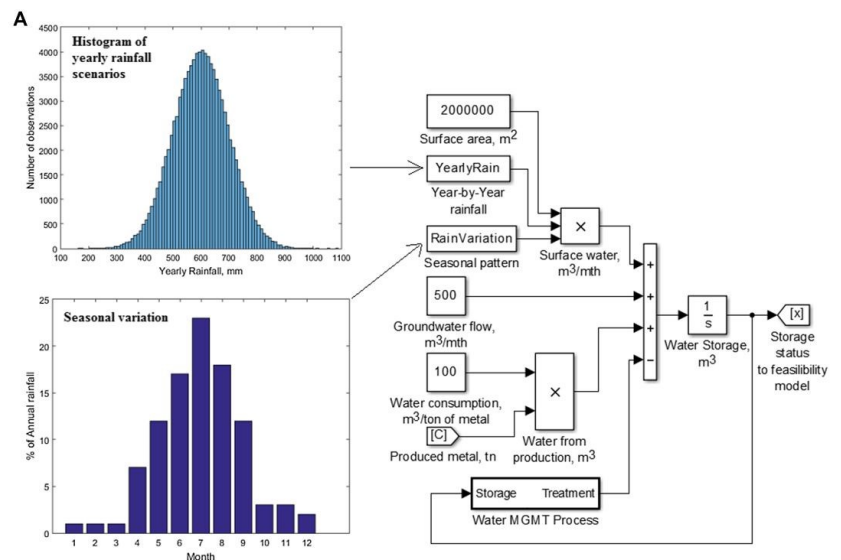 A
Histogram of
yearly rainfall
scenarios
Number of observations
4500
4000
3500
3000
2500
2000
1500
1000
500
0
100 200 300 400 500 600 700 800 900 1000 1100
Yearly Rainfall, mm
Seasonal variation
% of Annual rainfall
25
20
15
10
5
0
1 2 3 4 5 6 7 8 9 10 11 12
Month
2000000
Surface area, m2
YearlyRain
Year-by-Year
rainfall
RainVariation
Seasonal pattern
×
Surface water,
m3/mth
500
Groundwater flow,
m3/mth
100
Water consumption,
m3/ton of metal
[C]
Produced metal, tn
×
Water from
production, m3
+
+
+
−
1
s
Water Storage,
m3
[x]
Storage
status
to feasilibility
model
Storage Treatment
Water MGMT Process